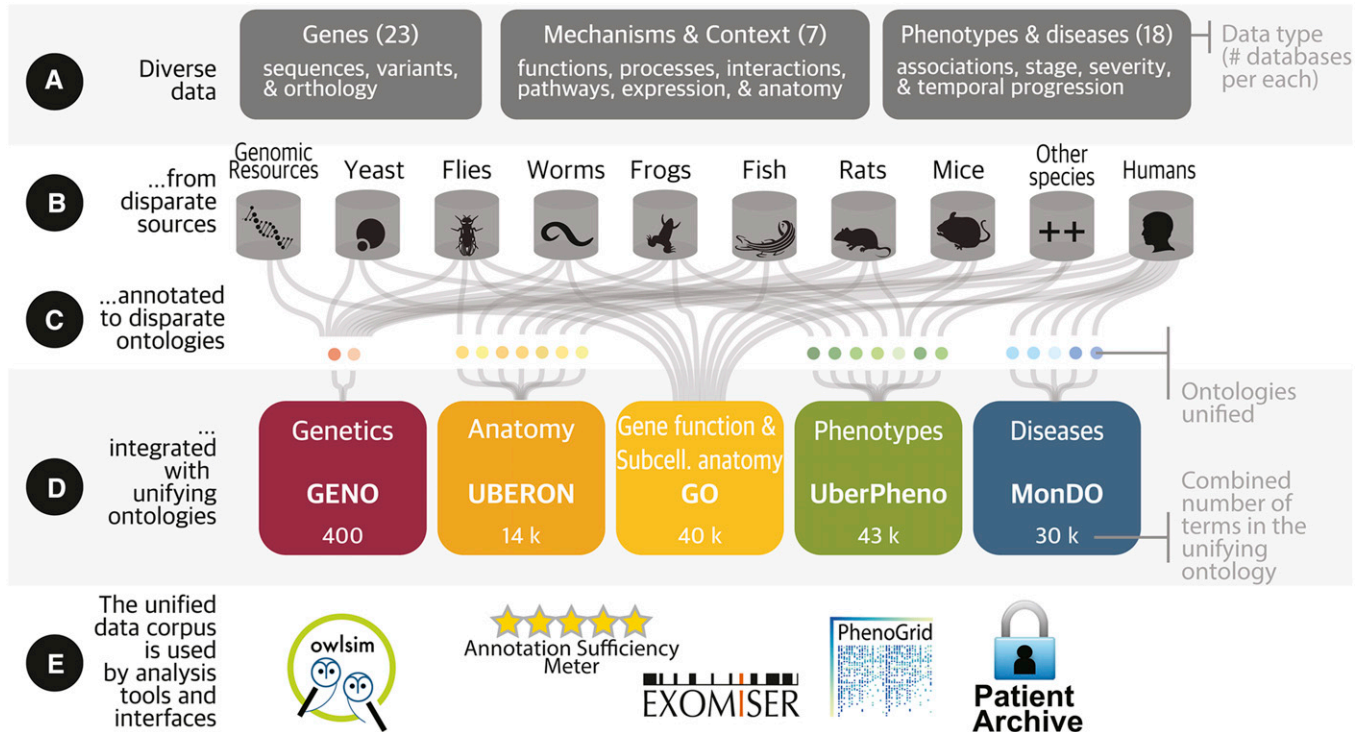 A
Diverse
data
Genes (23)
sequences, variants,
& orthology
Mechanisms & Context (7)
functions, processes, interactions,
pathways, expression, & anatomy
Phenotypes & diseases (18)
associations, stage, severity,
& temporal progression
Data type
(# databases
per each)
B
...from
disparate
sources
Genomic
Resources
Yeast
Flies
Worms
Frogs
Fish
Rats
Mice
Other
species
++
Humans
C
...annotated
to disparate
ontologies
Ontologies
unified
D
...
integrated
with
unifying
ontologies
Genetics
GENO
400
Anatomy
UBERON
14 k
Gene function &
Subcell. anatomy
GO
40 k
Phenotypes
UberPheno
43 k
Diseases
MonDO
30 k
Combined
number of
terms in the
unifying
ontology
E
The unified
data corpus
is used
by analysis
tools and
interfaces
owlsim
Annotation Sufficiency
Meter
EXOMISER
PhenoGrid
Patient
Archive